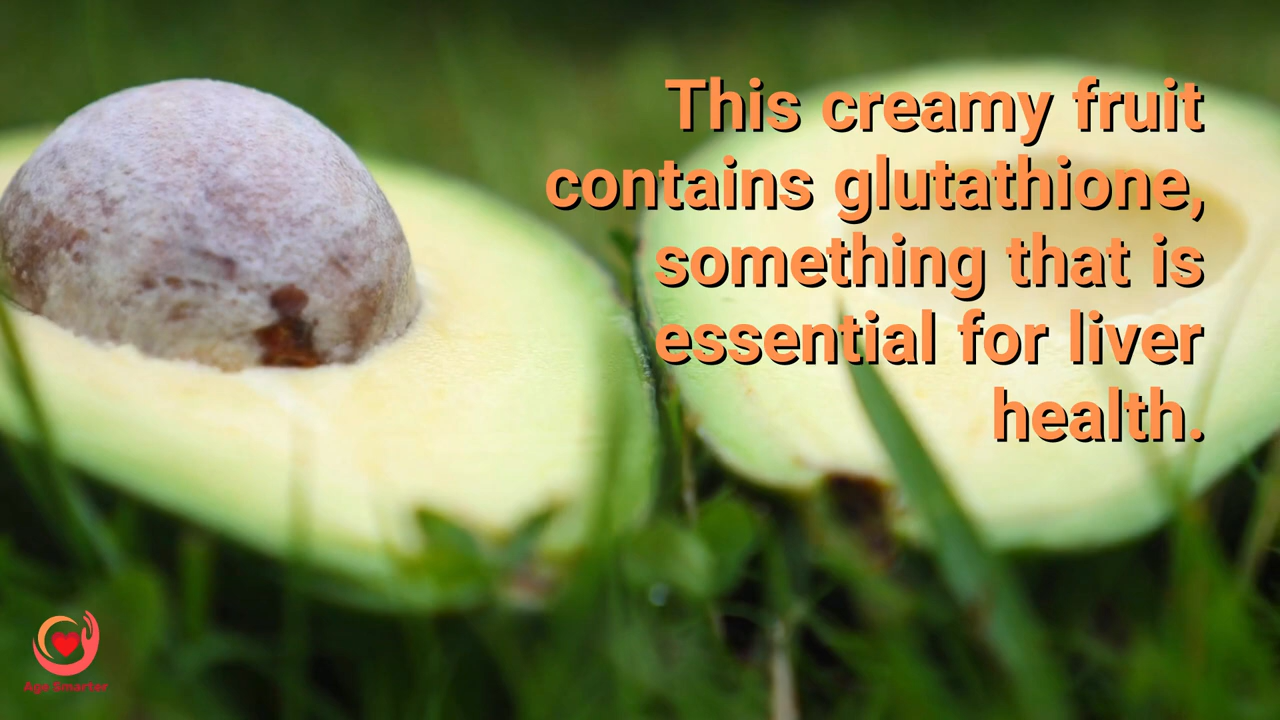 This creamy fruit
contains glutathione,
something that is
essential for liver
health.
Age Smarter